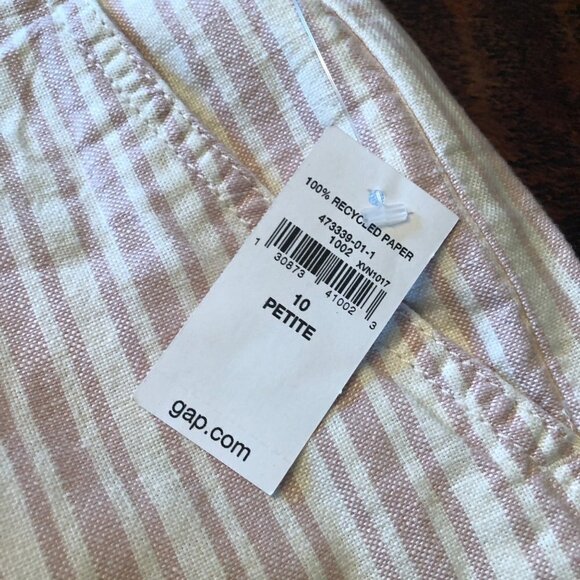 100% RECYCLED PAPER
473339-01-1
1002 XVN1017
1 30873 41002 3
10
PETITE
gap.com